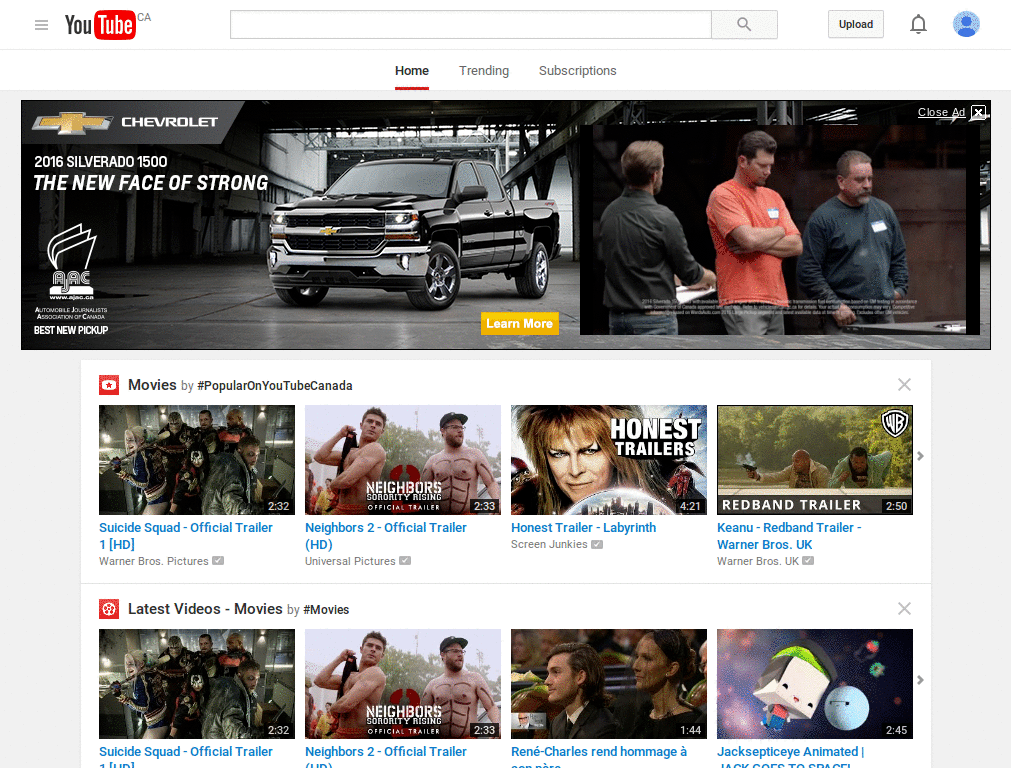 YouTube CA
Upload
Home
Trending
Subscriptions
CHEVROLET
Close Ad
2016 SILVERADO 1500
THE NEW FACE OF STRONG
AJAC
www.ajac.ca
AUTOMOBILE JOURNALISTS
ASSOCIATION OF CANADA
BEST NEW PICKUP
Learn More
Movies by #PopularOnYouTubeCanada
2:32
NEIGHBORS
SORORITY RISING
OFFICIAL TRAILER
2:33
HONEST
TRAILERS
4:21
WB
REDBAND TRAILER
2:50
Suicide Squad - Official Trailer
1 [HD]
Warner Bros. Pictures
Neighbors 2 - Official Trailer
(HD)
Universal Pictures
Honest Trailer - Labyrinth
Screen Junkies
Keanu - Redband Trailer -
Warner Bros. UK
Warner Bros. UK
Latest Videos - Movies by #Movies
2:32
NEIGHBORS
SORORITY RISING
OFFICIAL TRAILER
2:33
1:44
2:45
Suicide Squad - Official Trailer
1 [HD]
Neighbors 2 - Official Trailer
(HD)
René-Charles rend hommage à
son père
Jacksepticeye Animated |
JACK GOES TO SPACE!